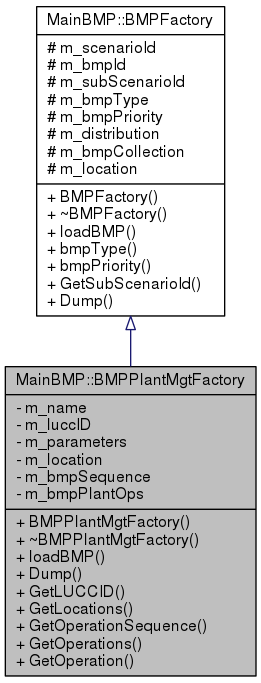 MainBMP::BMPFactory
# m_scenarioId
# m_bmpId
# m_subScenarioId
# m_bmpType
# m_bmpPriority
# m_distribution
# m_bmpCollection
# m_location
+ BMPFactory()
+ ~BMPFactory()
+ loadBMP()
+ bmpType()
+ bmpPriority()
+ GetSubScenarioId()
+ Dump()
MainBMP::BMPPlantMgtFactory
- m_name
- m_luccID
- m_parameters
- m_location
- m_bmpSequence
- m_bmpPlantOps
+ BMPPlantMgtFactory()
+ ~BMPPlantMgtFactory()
+ loadBMP()
+ Dump()
+ GetLUCCID()
+ GetLocations()
+ GetOperationSequence()
+ GetOperations()
+ GetOperation()